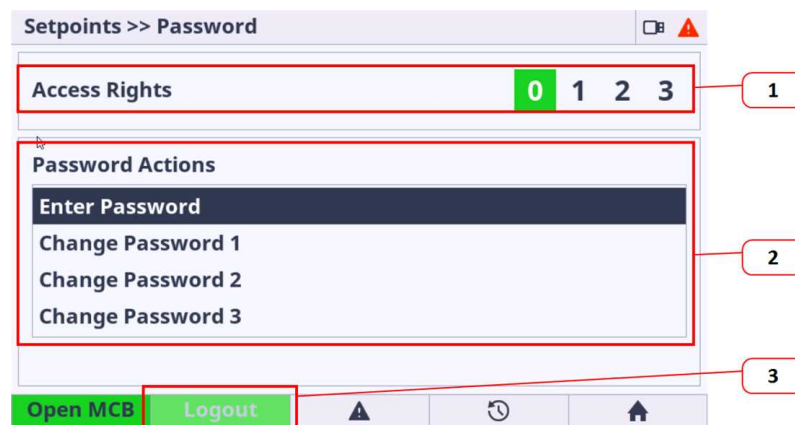 Setpoints >> Password
Access Rights 0 1 2 3
1
Password Actions
Enter Password
Change Password 1
Change Password 2
2
Change Password 3
3
Open MCB Logout